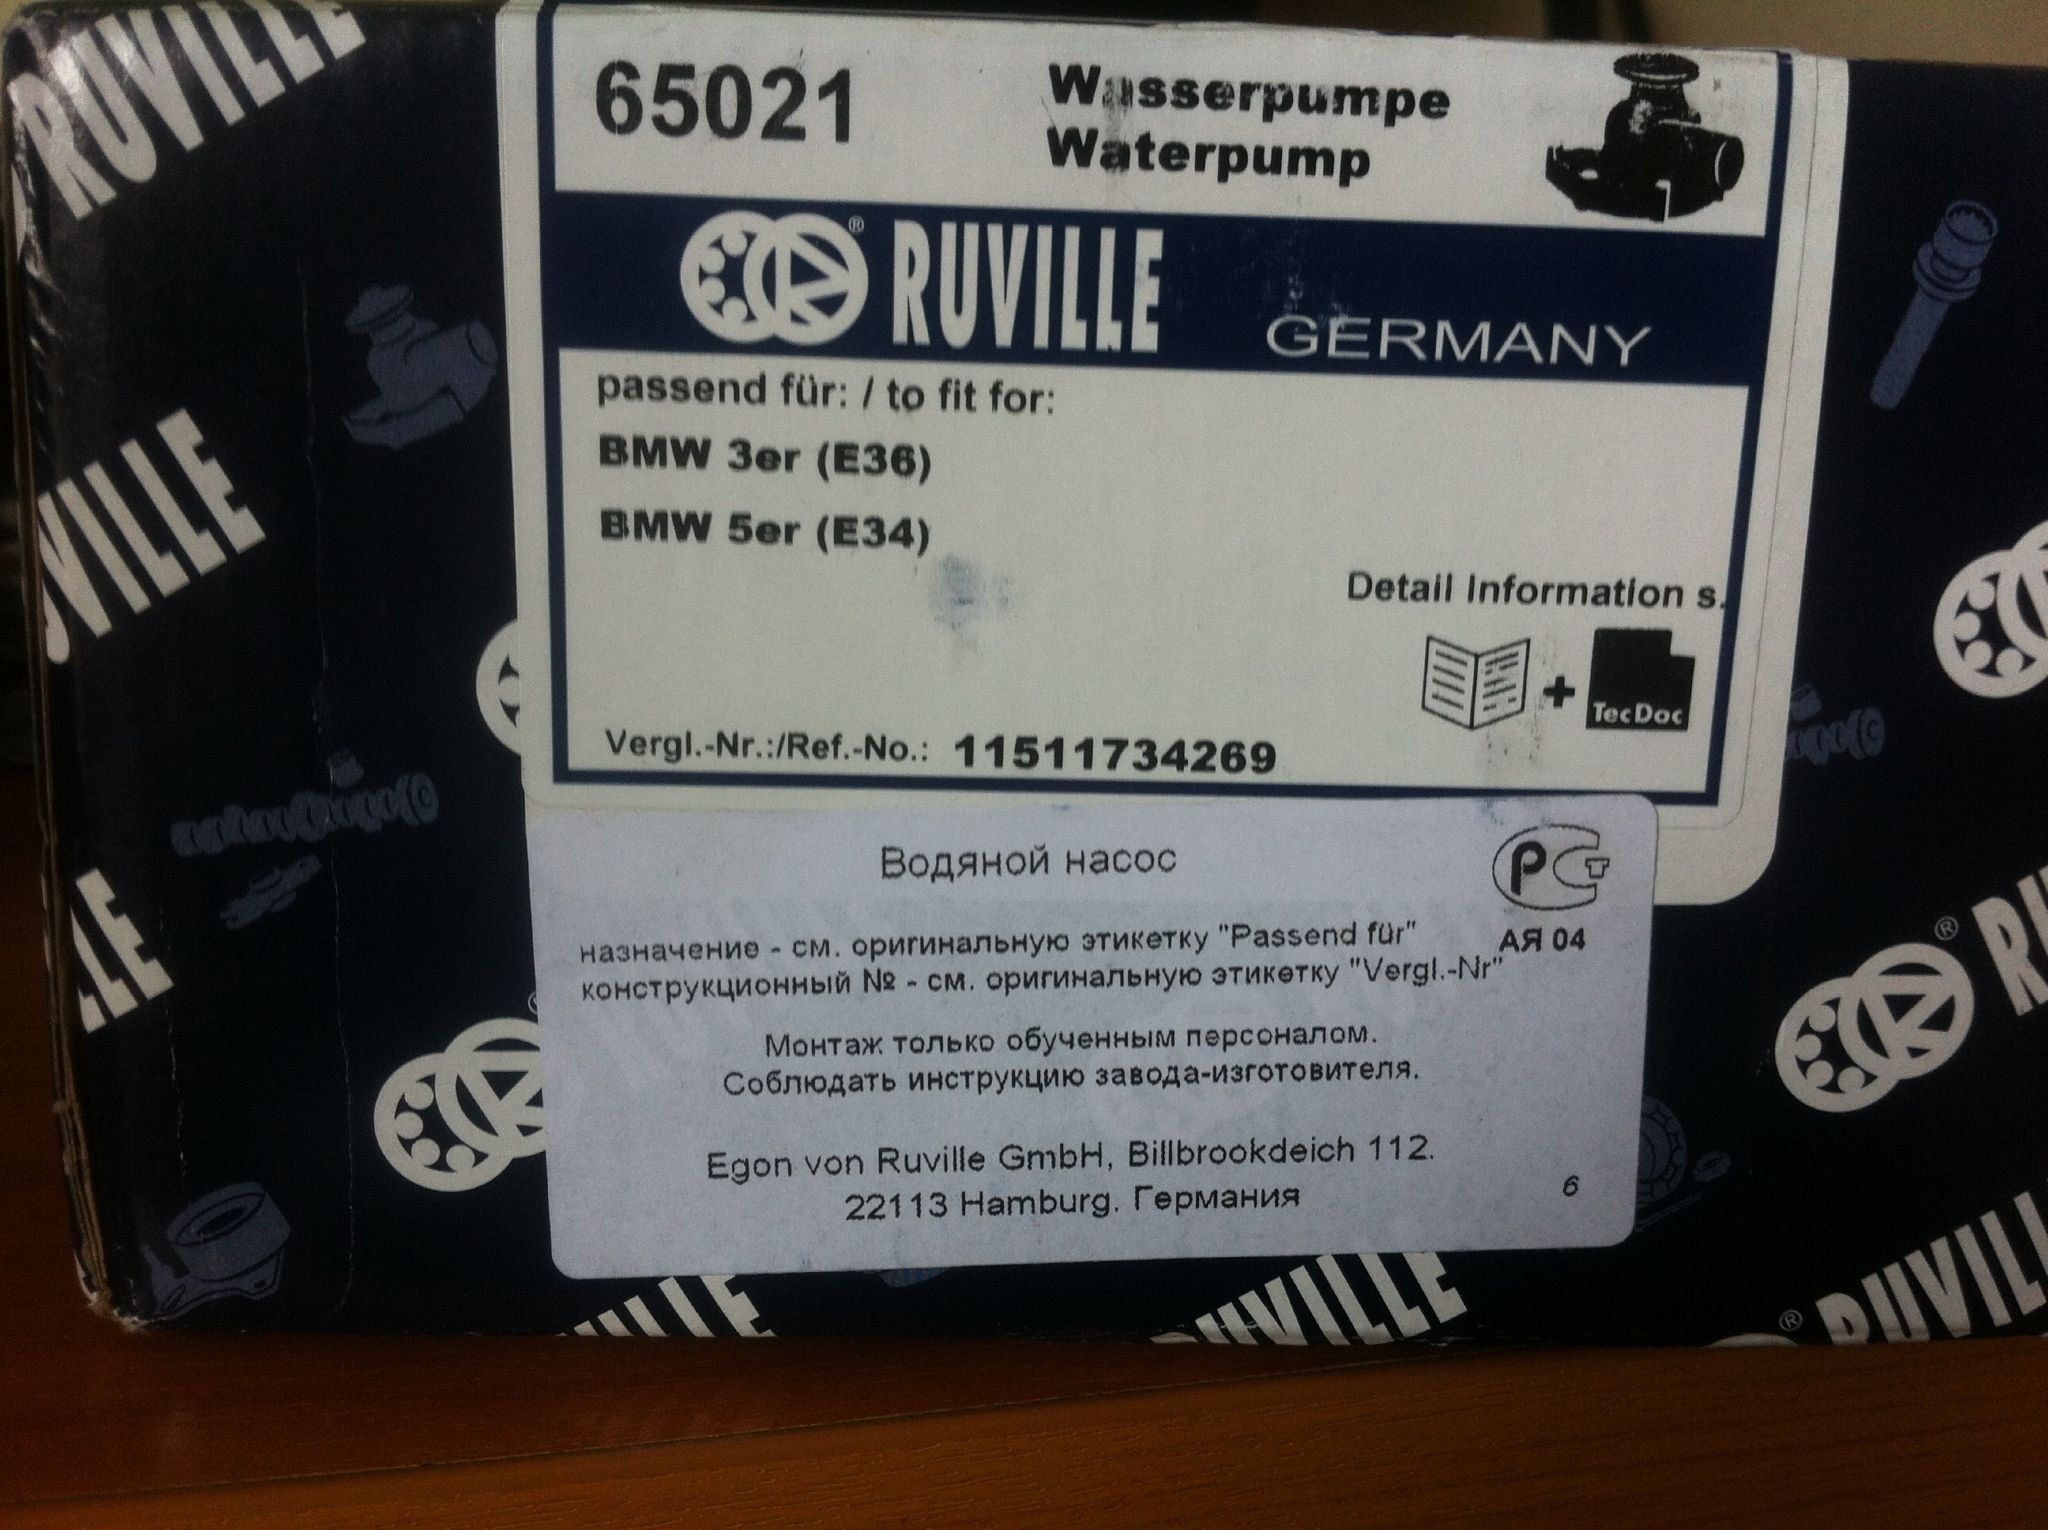 RUVILLE
65021
Wasserpumpe
Waterpump
RUVILLE GERMANY
passend für: / to fit for:
BMW 3er (E36)
BMW 5er (E34)
Detail Information s.
+ TecDoc
Vergl.-Nr.:/Ref.-No.: 11511734269
Водяной насос
назначение - см. оригинальную этикетку "Passend für"
АЯ 04
конструкционный № - см. оригинальную этикетку "Vergl.-Nr"
Монтаж только обученным персоналом.
Соблюдать инструкцию завода-изготовителя.
Egon von Ruville GmbH, Billbrookdeich 112.
22113 Hamburg. Германия
6